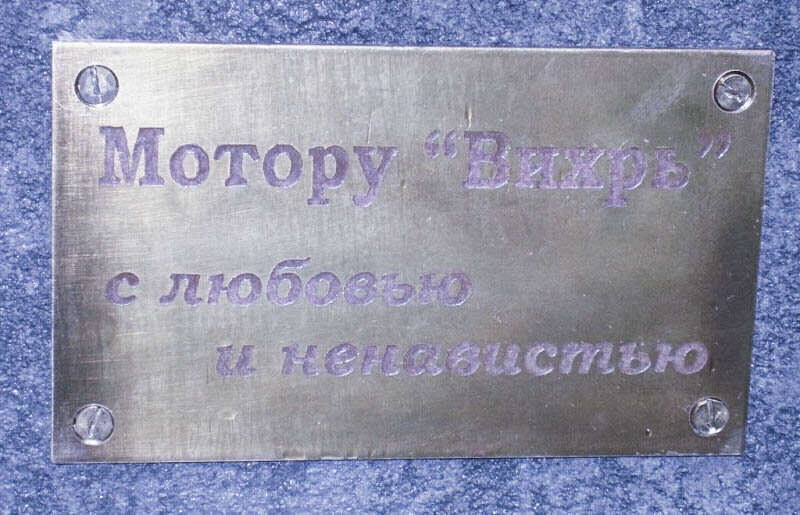 Мотору “Вихрь”
с любовью
и ненавистью